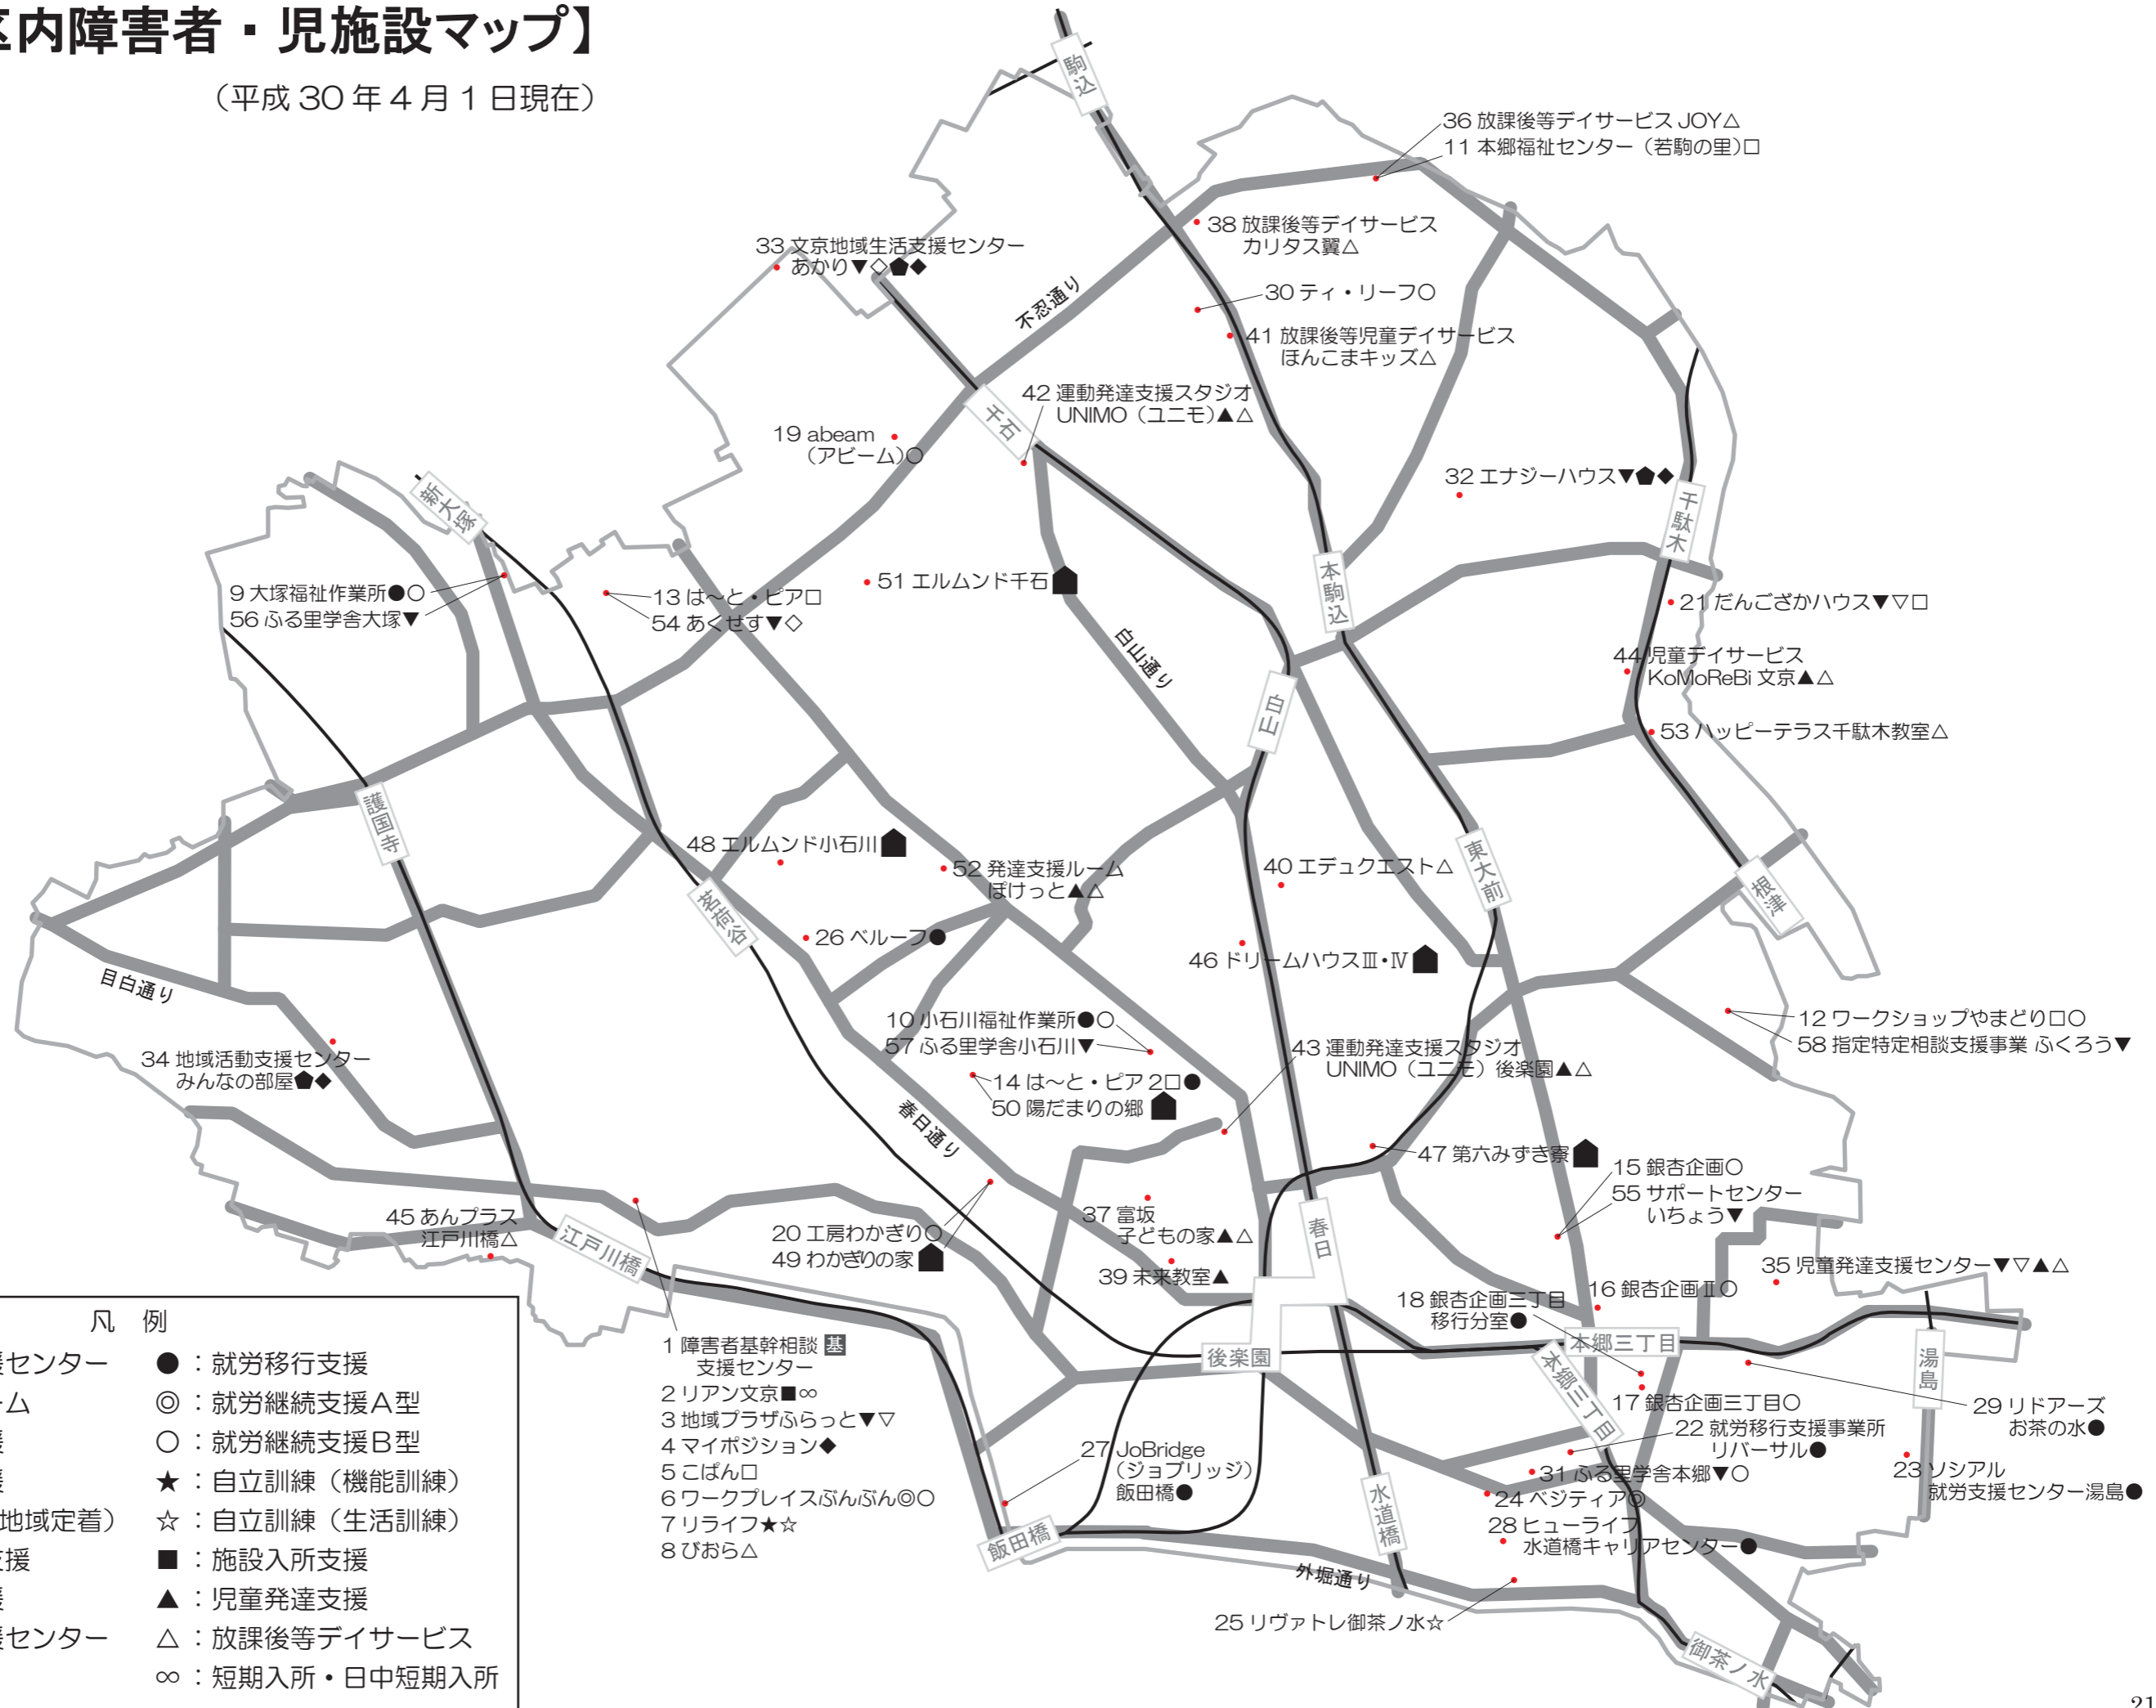 区内障害者・児施設マップ】
（平成 30 年 4 月 1 日現在）
駒込
36 放課後等デイサービス JOY△
11 本郷福祉センター（若駒の里）□
38 放課後等デイサービス
カリタス翼△
33 文京地域生活支援センター
あかり▼◇⬟◆
不忍通り
30 ティ・リーフ○
41 放課後等児童デイサービス
ほんこまキッズ△
42 運動発達支援スタジオ
UNIMO（ユニモ）▲△
千石
19 abeam
（アビーム）○
32 エナジーハウス▼⬟◆
新大塚
千駄木
9 大塚福祉作業所●○
56 ふる里学舎大塚▼
13 は～と・ピア□
54 あくせす▼◇
51 エルムンド千石
本駒込
21 だんござかハウス▼▽□
白山通り
44 児童デイサービス
KoMoReBi 文京▲△
白山
53 ハッピーテラス千駄木教室△
護国寺
48 エルムンド小石川
52 発達支援ルーム
ぽけっと▲△
40 エデュクエスト△
東大前
根津
茗荷谷
26 ベルーフ●
46 ドリームハウスⅢ・Ⅳ
目白通り
10 小石川福祉作業所●○
57 ふる里学舎小石川▼
12 ワークショップやまどり□○
58 指定特定相談支援事業 ふくろう▼
34 地域活動支援センター
みんなの部屋⬟◆
43 運動発達支援スタジオ
UNIMO（ユニモ）後楽園▲△
14 は～と・ピア 2□●
50 陽だまりの郷
春日通り
47 第六みずき寮
15 銀杏企画○
55 サポートセンター
いちょう▼
45 あんプラス
江戸川橋△
江戸川橋
20 工房わかぎり○
49 わかぎりの家
37 富坂
子どもの家▲△
39 未来教室▲
春日
35 児童発達支援センター▼▽▲△
16 銀杏企画Ⅱ○
18 銀杏企画三丁目
移行分室●
本郷三丁目
本郷三丁目
後楽園
湯島
17 銀杏企画三丁目○
29 リドアーズ
お茶の水●
22 就労移行支援事業所
リバーサル●
1 障害者基幹相談 基
支援センター
2 リアン文京■∞
3 地域プラザふらっと▼▽
4 マイポジション◆
5 こぱん□
6 ワークプレイスぶんぶん◎○
7 リライフ★☆
8 びおら△
27 JoBridge
（ジョブリッジ）
飯田橋●
31 ふる里学舎本郷▼○
23 ソシアル
就労支援センター湯島●
24 ベジティア◎
28 ヒューライフ
水道橋キャリアセンター●
水道橋
飯田橋
外堀通り
25 リヴァトレ御茶ノ水☆
御茶ノ水
凡 例
援センター ●：就労移行支援
ーム ◎：就労継続支援A型
援 ○：就労継続支援B型
援 ★：自立訓練（機能訓練）
地域定着） ☆：自立訓練（生活訓練）
支援 ■：施設入所支援
援 ▲：児童発達支援
援センター △：放課後等デイサービス
∞：短期入所・日中短期入所
21